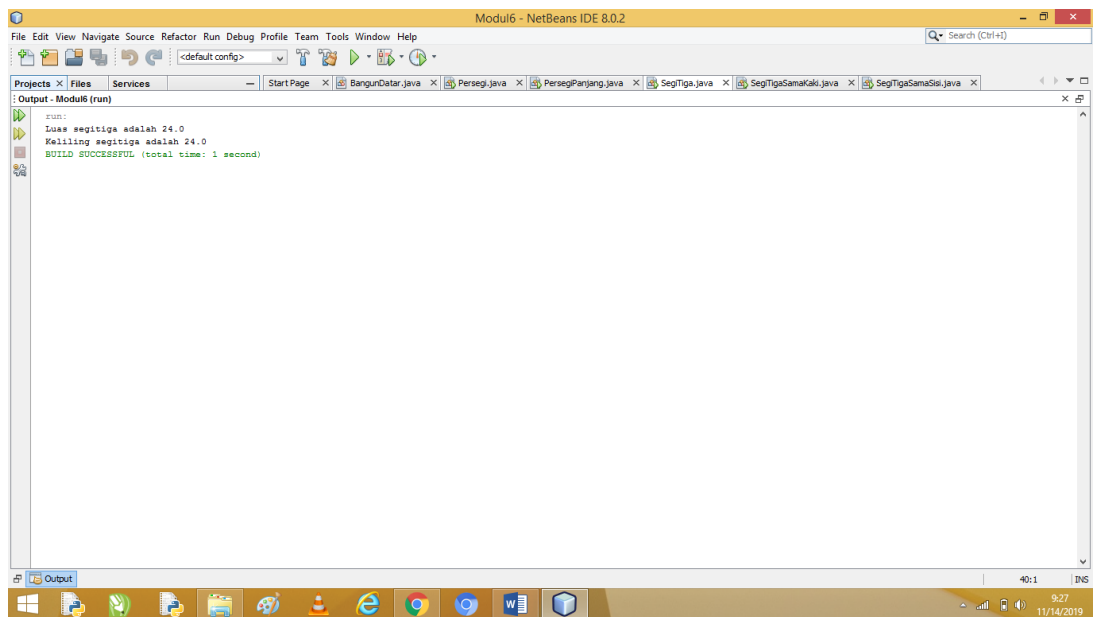 Modul6 - NetBeans IDE 8.0.2
File Edit View Navigate Source Refactor Run Debug Profile Team Tools Window Help
Search (Ctrl+I)
<default config>
Projects Files Services
Start Page BangunDatar.java Persegi.java PersegiPanjang.java SegiTiga.java SegiTigaSamaKaki.java SegiTigaSamaSisi.java
Output - Modul6 (run)
run:
Luas segitiga adalah 24.0
Keliling segitiga adalah 24.0
BUILD SUCCESSFUL (total time: 1 second)
Output
40:1 INS
9:27
11/14/2019